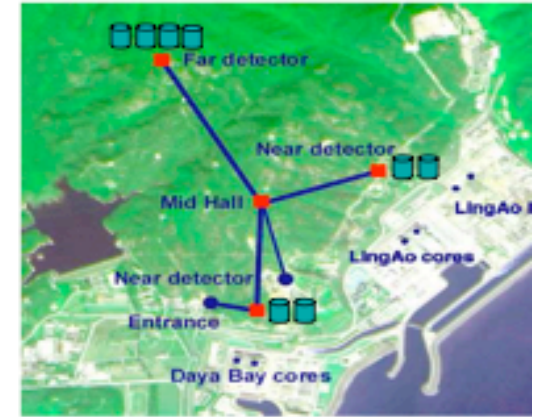 Far detector
Near detector
Mid Hall
LingAo
LingAo cores
Near detector
Entrance
Daya Bay cores